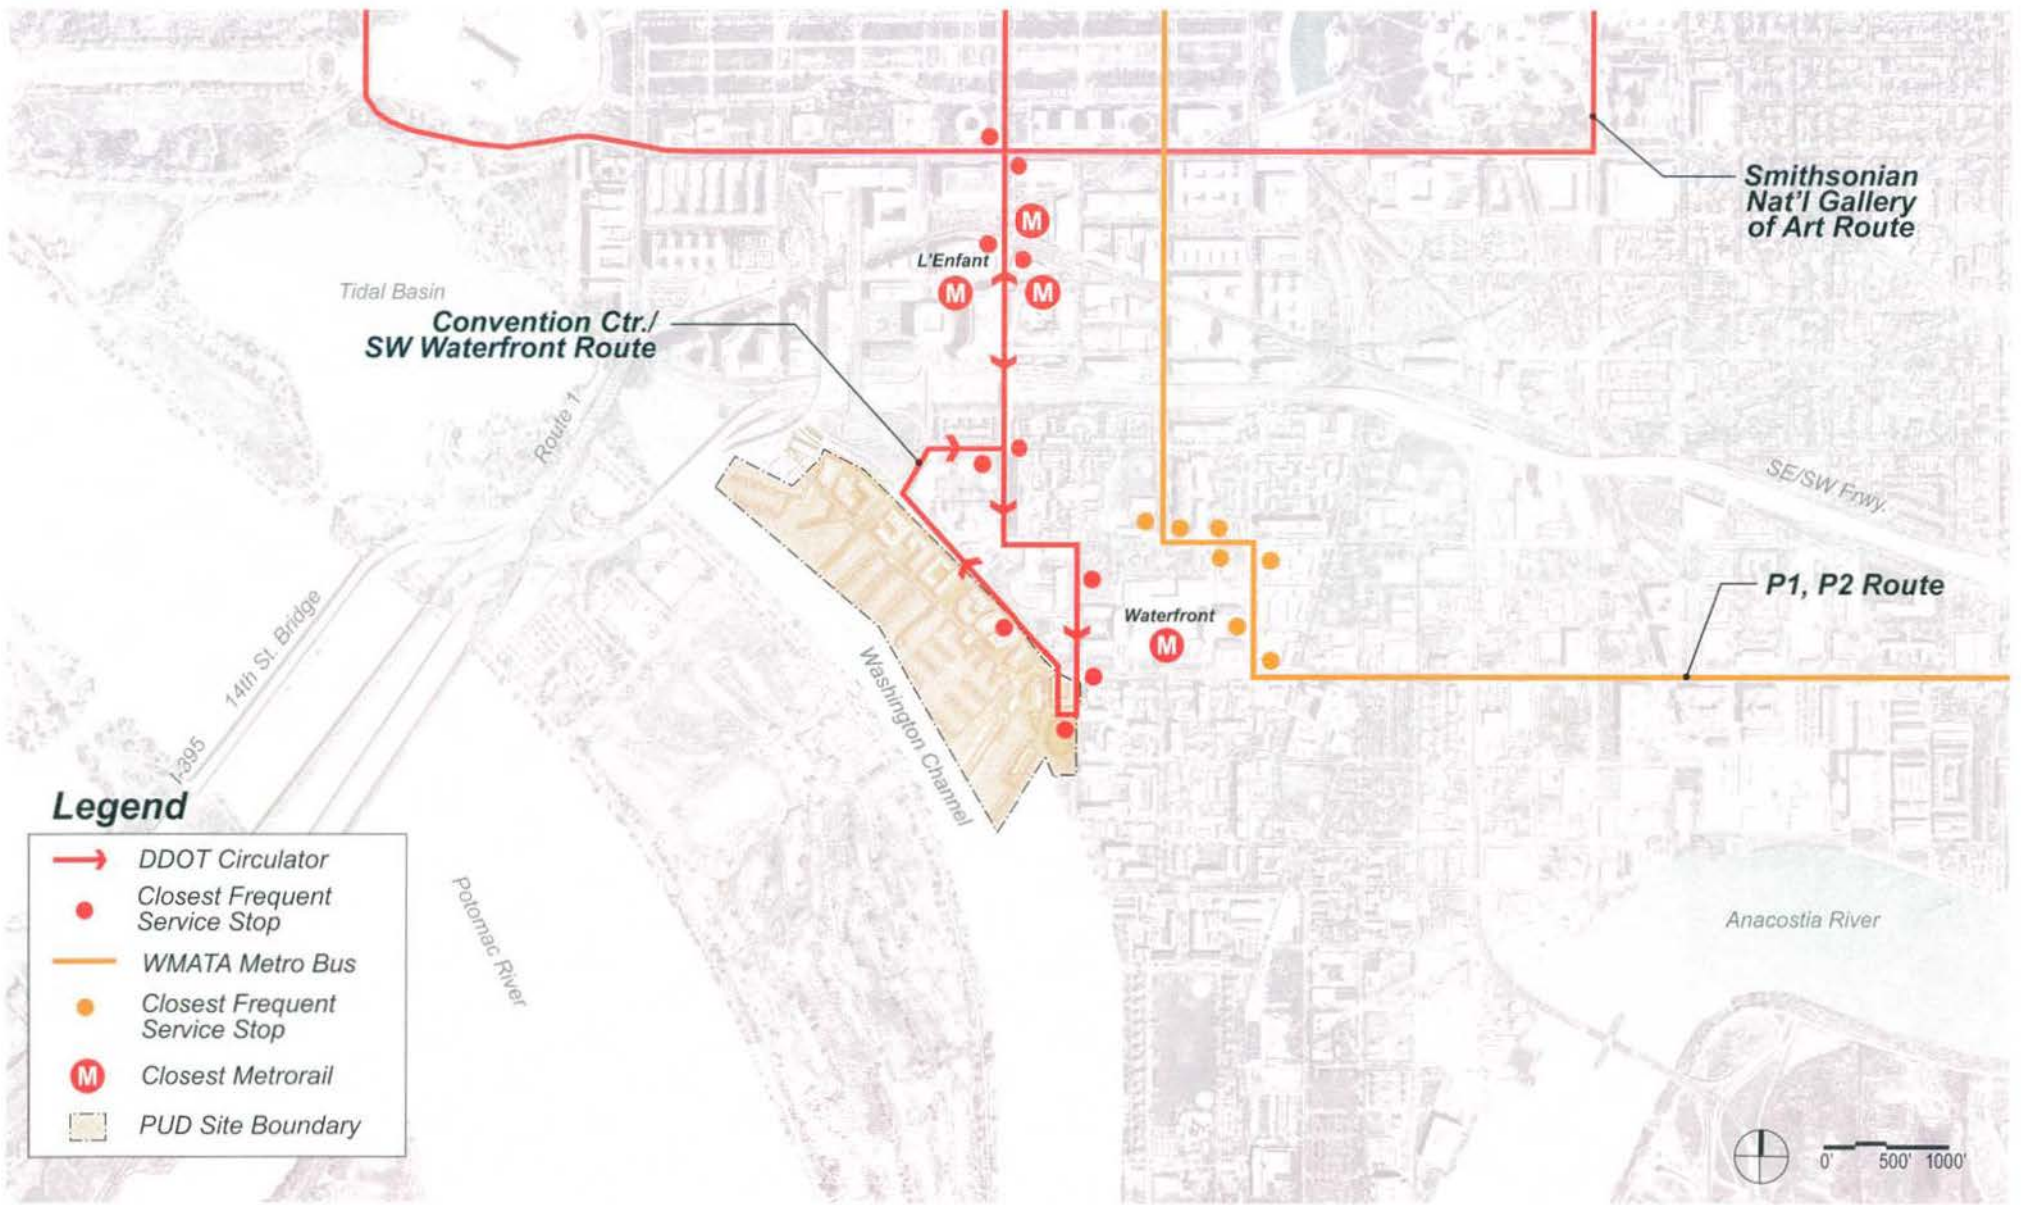 Smithsonian
Nat'l Gallery
of Art Route
M
L'Enfant
M
M
Tidal Basin
Convention Ctr./
SW Waterfront Route
Route 1
SE/SW Frwy.
P1, P2 Route
Waterfront
M
14th St. Bridge
I-395
Washington Channel
Potomac River
Anacostia River
Legend
DDOT Circulator
Closest Frequent
Service Stop
WMATA Metro Bus
Closest Frequent
Service Stop
M
Closest Metrorail
PUD Site Boundary
0' 500' 1000'